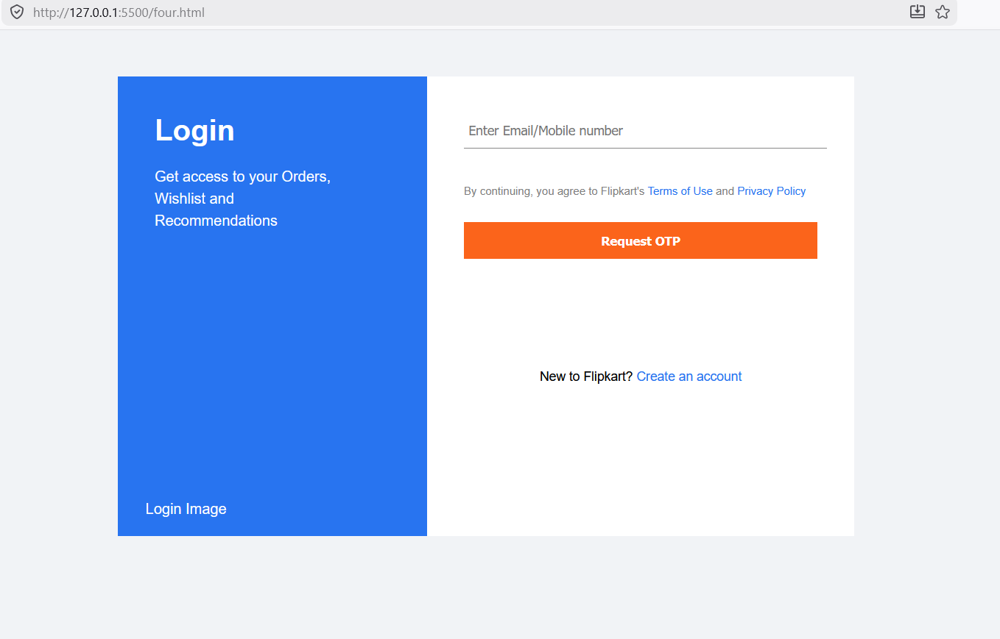 http://127.0.0.1:5500/four.html
Login
Get access to your Orders,
Wishlist and
Recommendations
Login Image
Enter Email/Mobile number
By continuing, you agree to Flipkart's Terms of Use and Privacy Policy
Request OTP
New to Flipkart? Create an account